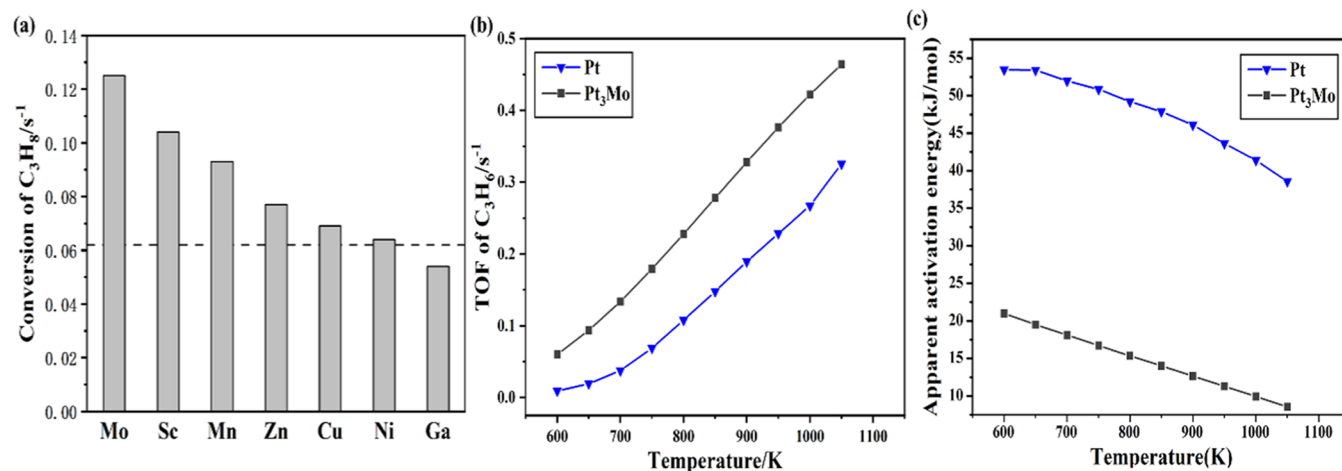 (a)
Conversion of C₃H₈/s⁻¹
0.14
0.12
0.10
0.08
0.06
0.04
0.02
0.00
Mo Sc Mn Zn Cu Ni Ga
(b)
TOF of C₃H₆/s⁻¹
0.5
0.4
0.3
0.2
0.1
0.0
Pt
Pt₃Mo
600 700 800 900 1000 1100
Temperature/K
(c)
Apparent activation energy(kJ/mol)
55
50
45
40
35
30
25
20
15
10
Pt
Pt₃Mo
600 700 800 900 1000 1100
Temperature(K)